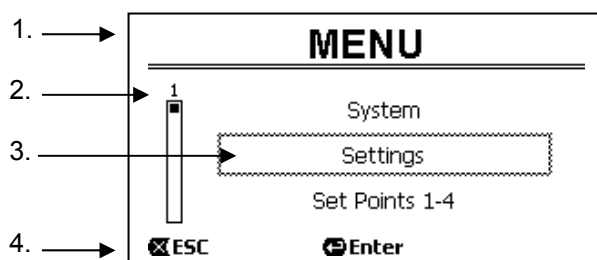 1.
MENU
2.
1
System
3.
Settings
Set Points 1-4
4.
ESC
Enter